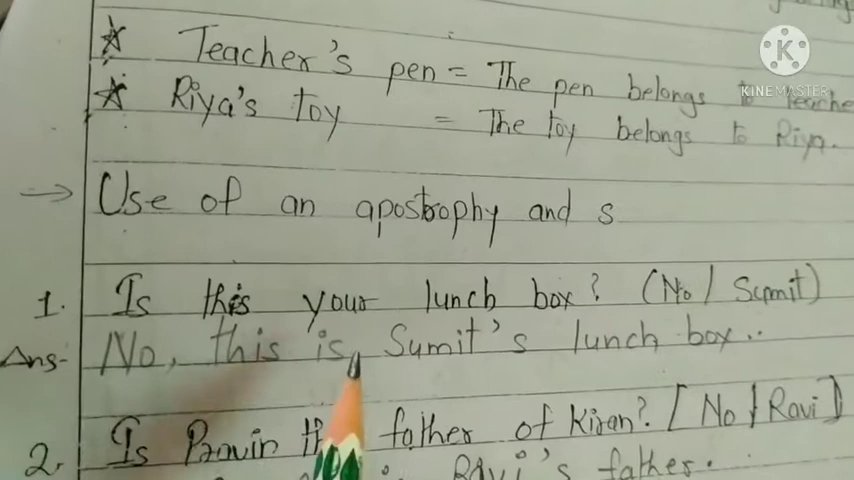 * Teacher's pen = The pen belongs to teache
* Riya's toy = The toy belongs to Riya.
→ Use of an apostrophy and s
1. Is this your lunch box? (No / Sumit)
Ans- No, this is Sumit's lunch box..
2. Is Pravin th father of Kiran? [No / Ravi]
Ravi's father.
KINEMASTER